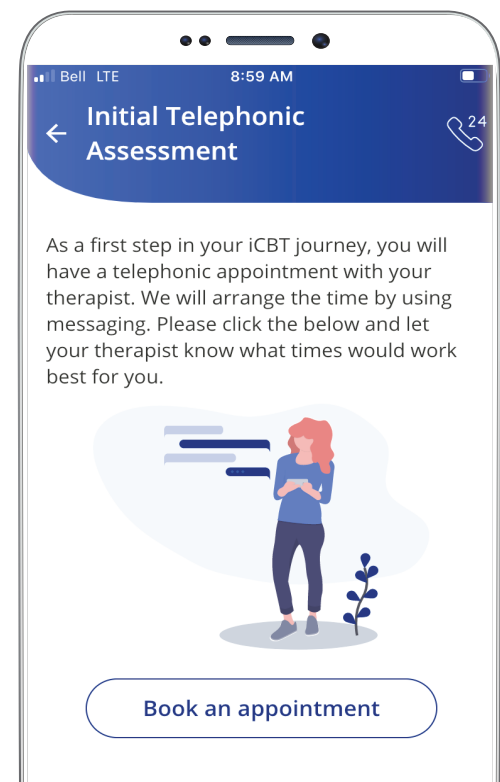 Bell LTE 8:59 AM
Initial Telephonic
Assessment
24
As a first step in your iCBT journey, you will
have a telephonic appointment with your
therapist. We will arrange the time by using
messaging. Please click the below and let
your therapist know what times would work
best for you.
Book an appointment